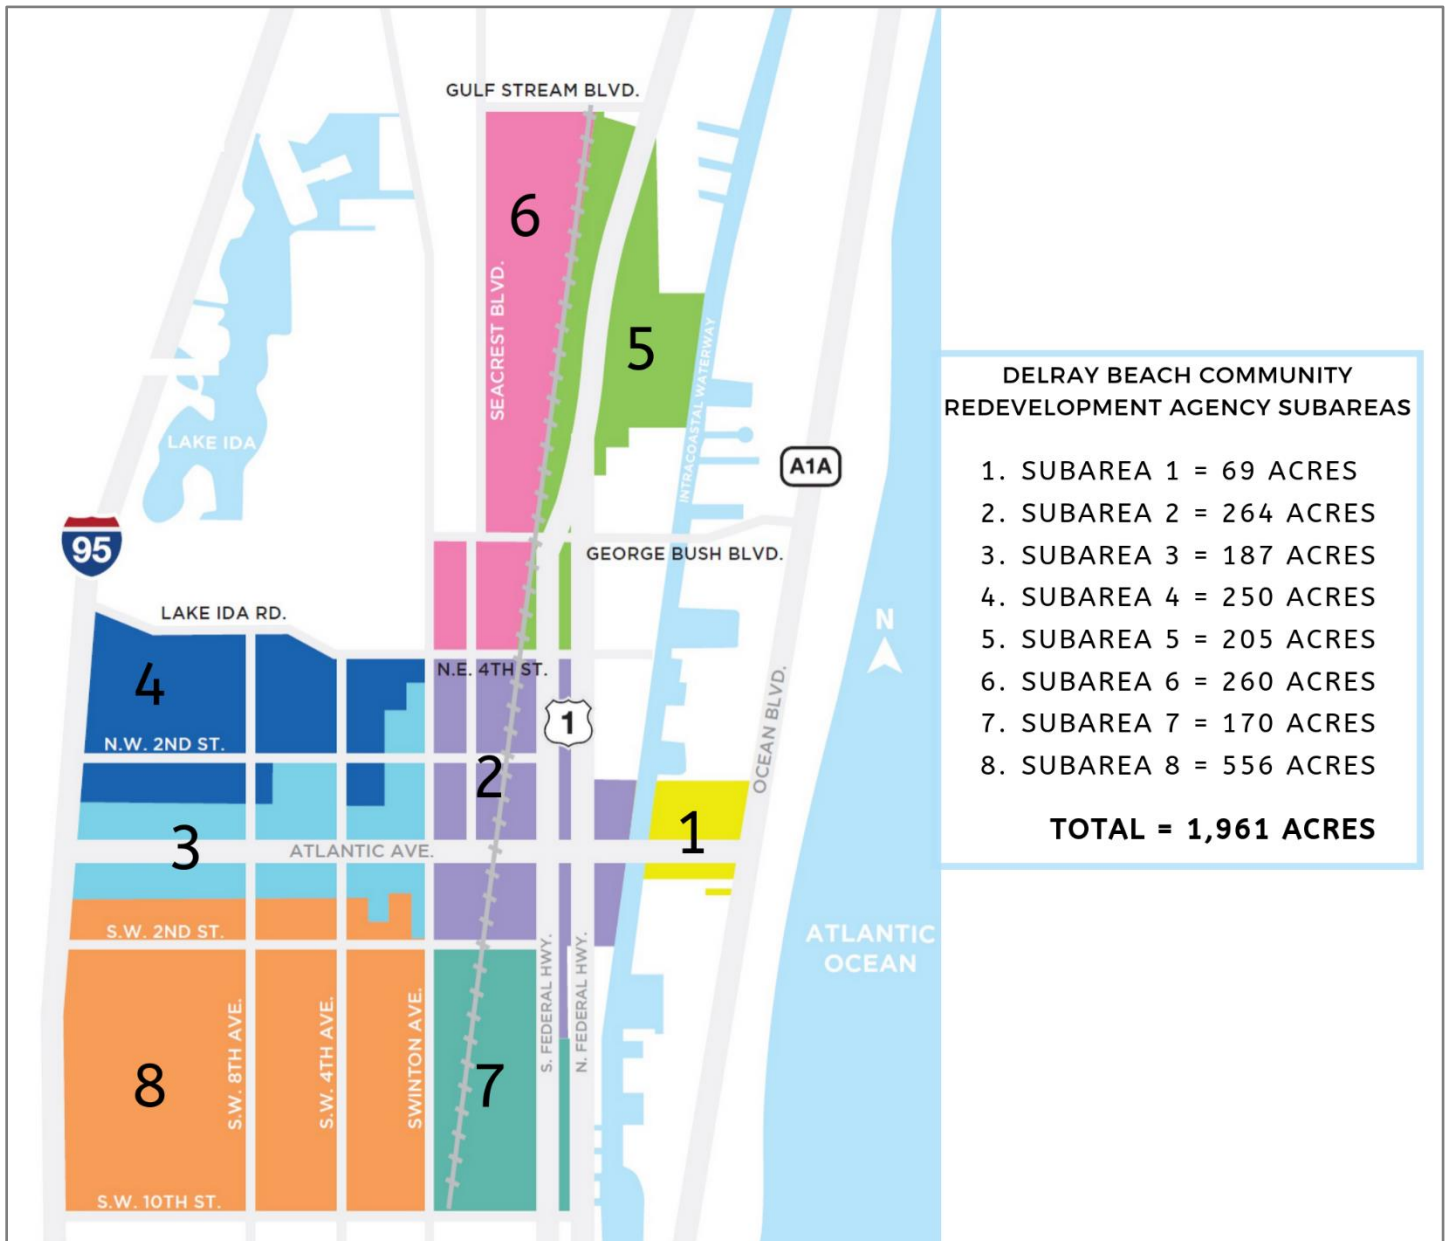 GULF STREAM BLVD.
6
SEACREST BLVD.
5
INTRACOASTAL WATERWAY
LAKE IDA
A1A
95
GEORGE BUSH BLVD.
LAKE IDA RD.
N
4
N.E. 4TH ST.
1
OCEAN BLVD.
N.W. 2ND ST.
2
3
ATLANTIC AVE.
1
S.W. 2ND ST.
ATLANTIC
OCEAN
S. FEDERAL HWY.
N. FEDERAL HWY.
8
S.W. 8TH AVE.
S.W. 4TH AVE.
SWINTON AVE.
7
S.W. 10TH ST.
DELRAY BEACH COMMUNITY
REDEVELOPMENT AGENCY SUBAREAS
1. SUBAREA 1 = 69 ACRES
2. SUBAREA 2 = 264 ACRES
3. SUBAREA 3 = 187 ACRES
4. SUBAREA 4 = 250 ACRES
5. SUBAREA 5 = 205 ACRES
6. SUBAREA 6 = 260 ACRES
7. SUBAREA 7 = 170 ACRES
8. SUBAREA 8 = 556 ACRES
TOTAL = 1,961 ACRES